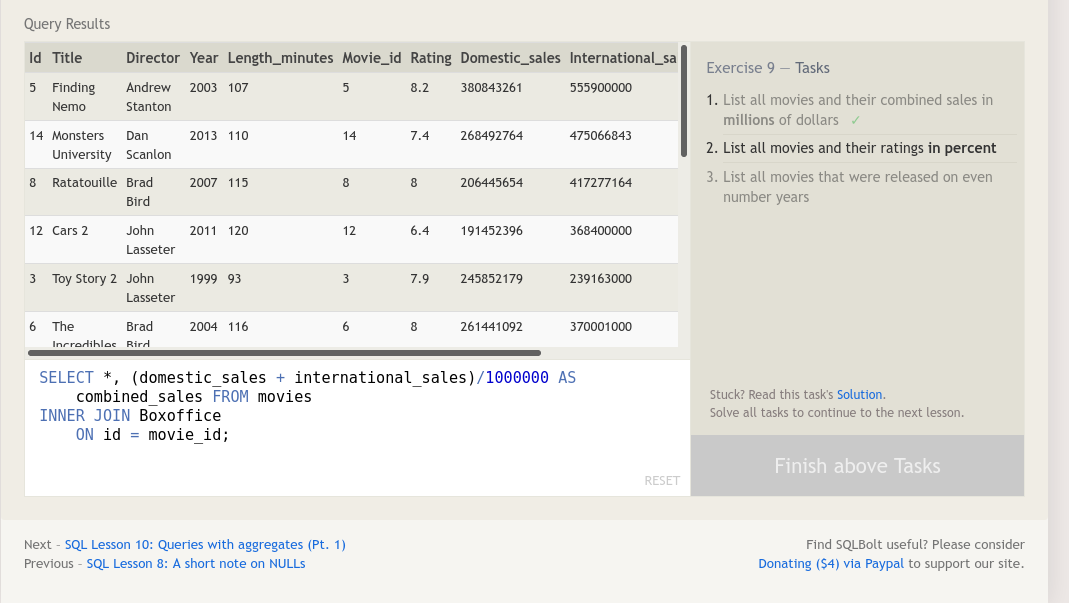 Query Results
Id Title Director Year Length_minutes Movie_id Rating Domestic_sales International_sa
5 Finding Nemo Andrew Stanton 2003 107 5 8.2 380843261 555900000
14 Monsters University Dan Scanlon 2013 110 14 7.4 268492764 475066843
8 Ratatouille Brad Bird 2007 115 8 8 206445654 417277164
12 Cars 2 John Lasseter 2011 120 12 6.4 191452396 368400000
3 Toy Story 2 John Lasseter 1999 93 3 7.9 245852179 239163000
6 The Incredibles Brad Bird 2004 116 6 8 261441092 370001000
SELECT *, (domestic_sales + international_sales)/1000000 AS
combined_sales FROM movies
INNER JOIN Boxoffice
ON id = movie_id;
RESET
Exercise 9 — Tasks
1. List all movies and their combined sales in
millions of dollars ✓
2. List all movies and their ratings in percent
3. List all movies that were released on even
number years
Stuck? Read this task's Solution.
Solve all tasks to continue to the next lesson.
Finish above Tasks
Next - SQL Lesson 10: Queries with aggregates (Pt. 1)
Previous - SQL Lesson 8: A short note on NULLs
Find SQLBolt useful? Please consider
Donating ($4) via Paypal to support our site.